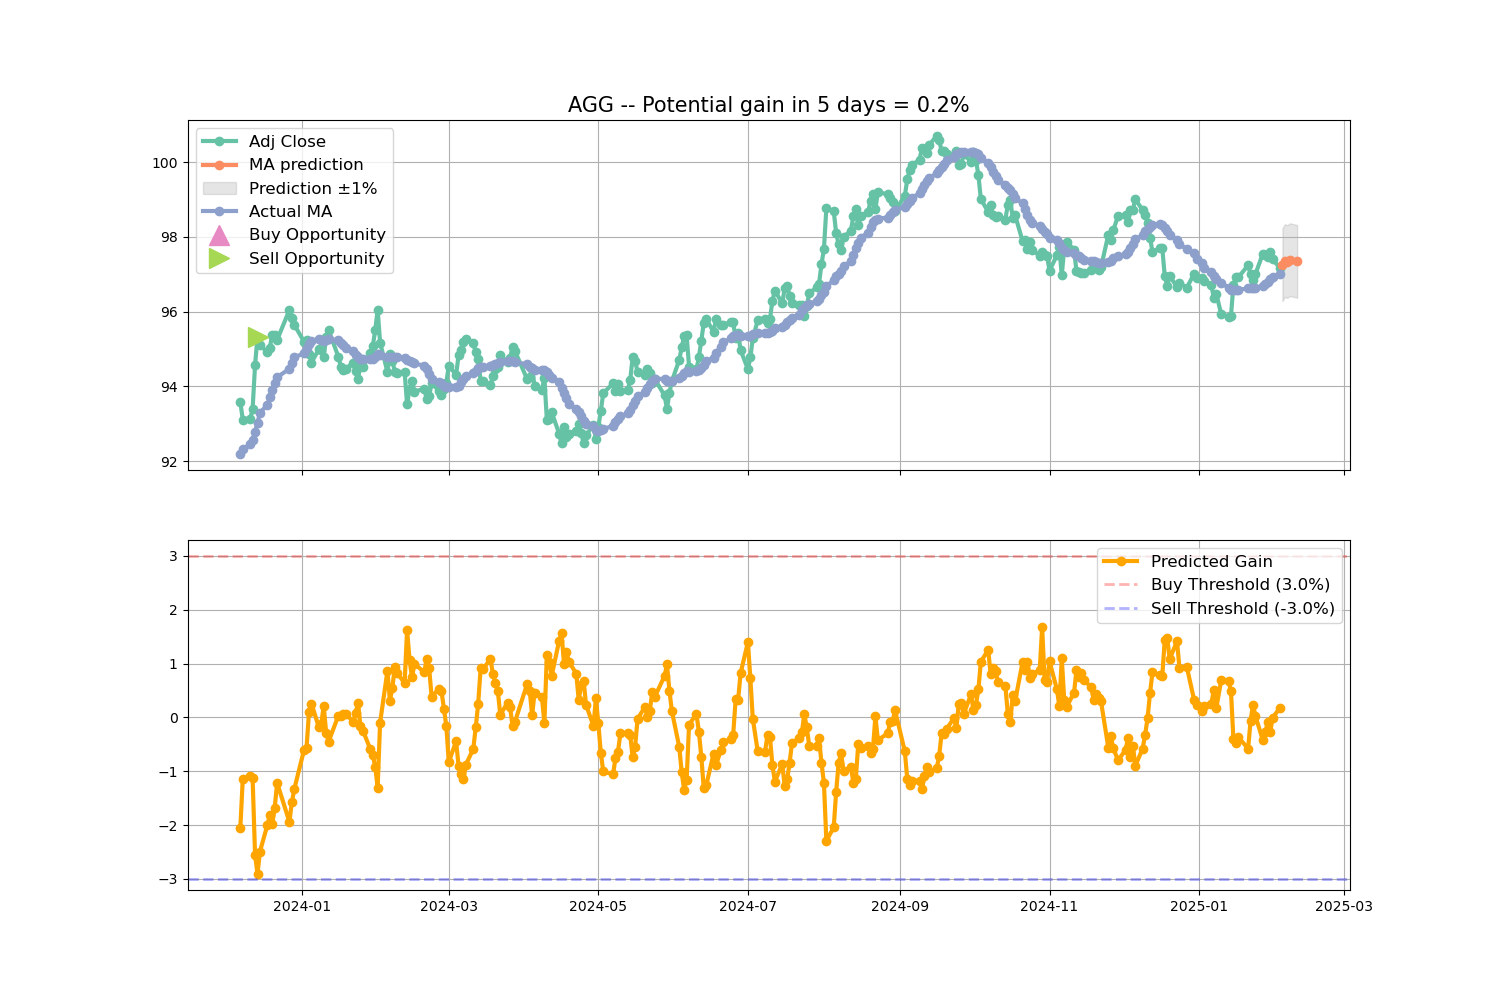 AGG -- Potential gain in 5 days = 0.2%
Adj Close
MA prediction
Prediction ±1%
Actual MA
Buy Opportunity
Sell Opportunity
100
98
96
94
92
Predicted Gain
Buy Threshold (3.0%)
Sell Threshold (-3.0%)
3
2
1
0
−1
−2
−3
2024-01
2024-03
2024-05
2024-07
2024-09
2024-11
2025-01
2025-03